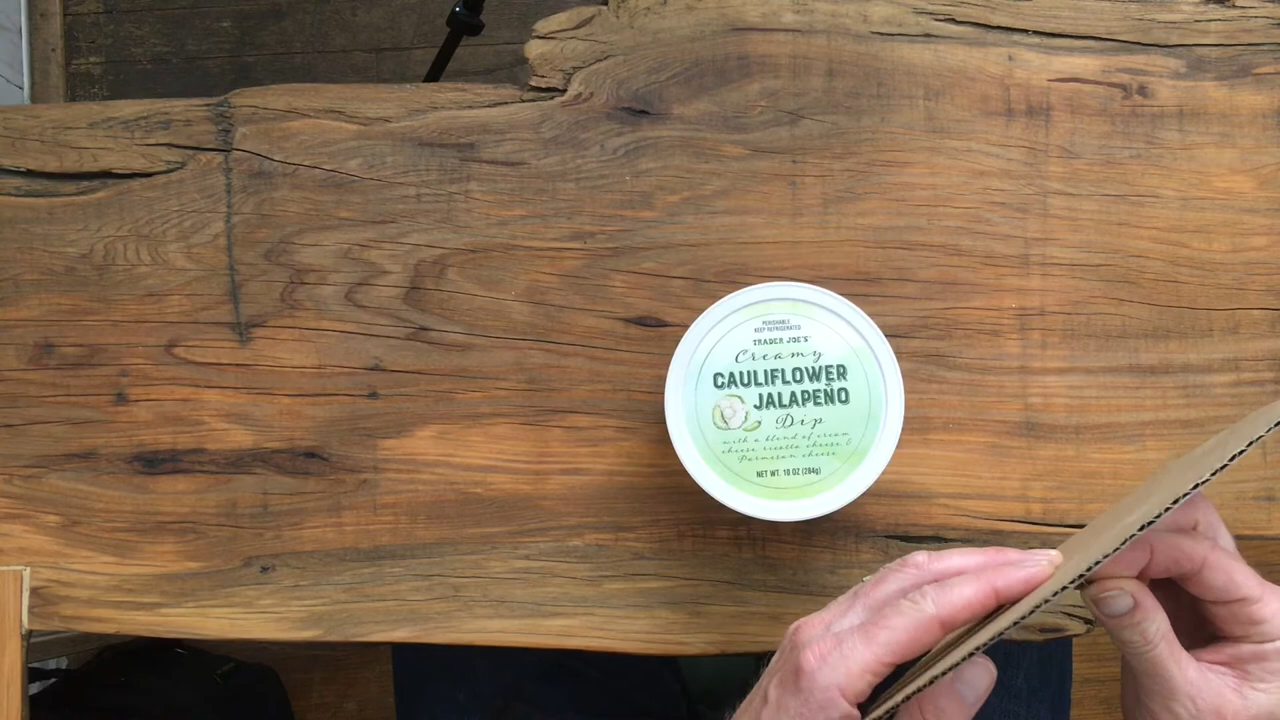 PERISHABLE
KEEP REFRIGERATED
TRADER JOE'S
Creamy
CAULIFLOWER
JALAPEÑO
Dip
with a blend of cream
cheese, ricotta cheese &
Parmesan cheese
NET WT. 10 OZ (284g)